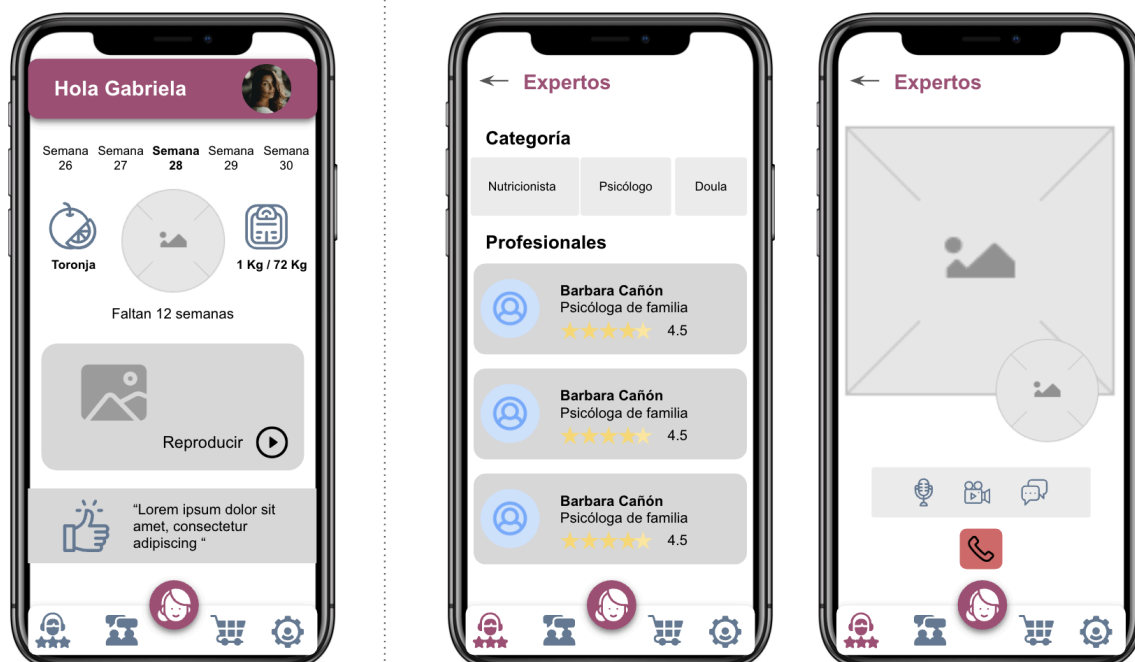 Hola Gabriela
Semana 26
Semana 27
Semana 28
Semana 29
Semana 30
Toronja
1 Kg / 72 Kg
Faltan 12 semanas
Reproducir
“Lorem ipsum dolor sit
amet, consectetur
adipiscing “
Expertos
Categoría
Nutricionista
Psicólogo
Doula
Profesionales
Barbara Cañón
Psicóloga de familia
4.5
Barbara Cañón
Psicóloga de familia
4.5
Barbara Cañón
Psicóloga de familia
4.5
Expertos